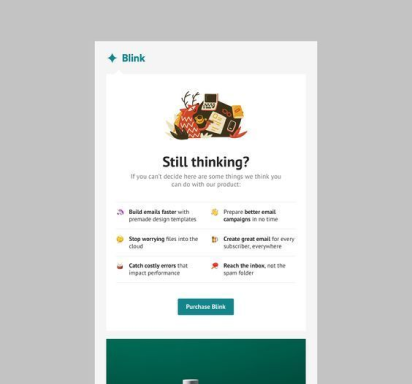 Blink
Still thinking?
If you can't decide here are some things we think you
can do with our product:
Build emails faster with
premade design templates
Prepare better email
campaigns in no time
Stop worrying files into the
cloud
Create great email for every
subscriber, everywhere
Catch costly errors that
impact performance
Reach the inbox, not the
spam folder
Purchase Blink